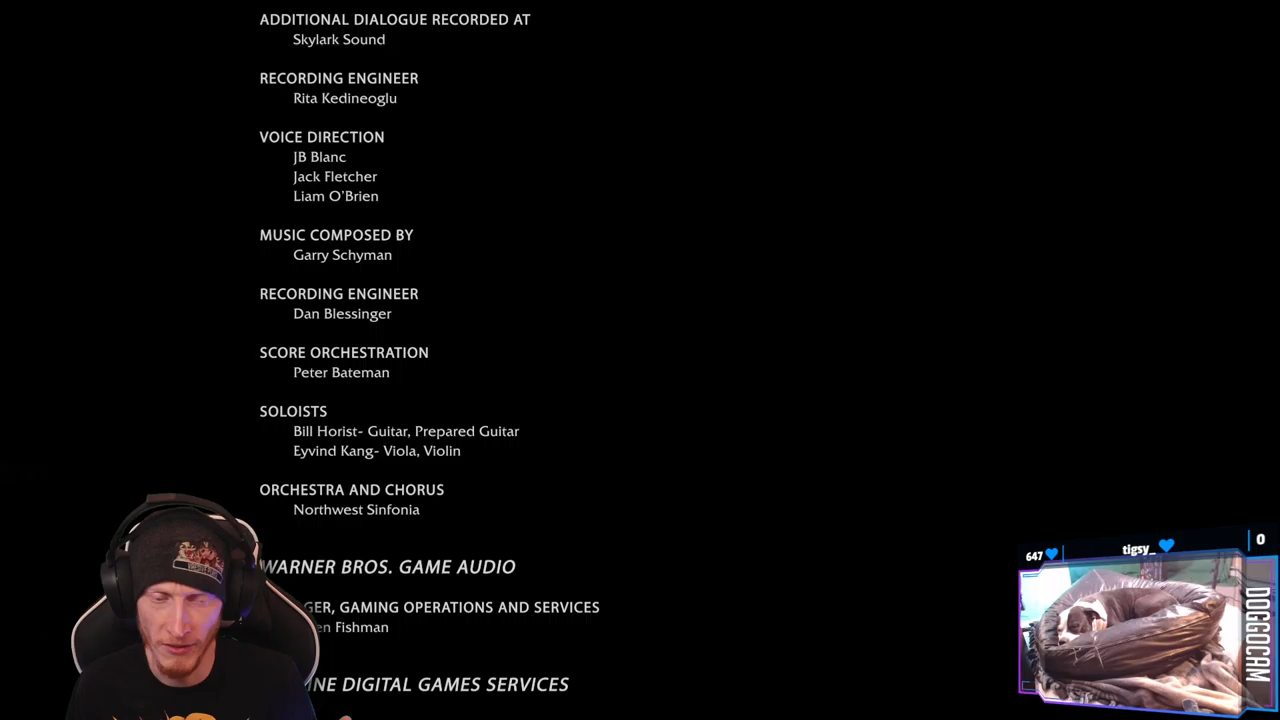 ADDITIONAL DIALOGUE RECORDED AT
Skylark Sound
RECORDING ENGINEER
Rita Kedineoglu
VOICE DIRECTION
JB Blanc
Jack Fletcher
Liam O'Brien
MUSIC COMPOSED BY
Garry Schyman
RECORDING ENGINEER
Dan Blessinger
SCORE ORCHESTRATION
Peter Bateman
SOLOISTS
Bill Horist- Guitar, Prepared Guitar
Eyvind Kang- Viola, Violin
ORCHESTRA AND CHORUS
Northwest Sinfonia
WARNER BROS. GAME AUDIO
GER, GAMING OPERATIONS AND SERVICES
en Fishman
INE DIGITAL GAMES SERVICES
647
tigsy_
0
DOGGOCAM